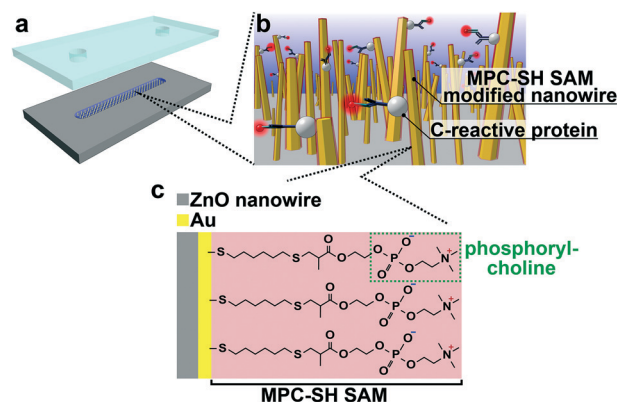 a
b
MPC-SH SAM
modified nanowire
C-reactive protein
c
ZnO nanowire
Au
S S O O O O P O⁻ O O N⁺
phosphoryl-
choline
S S O O O O P O⁻ O O N⁺
S S O O O O P O⁻ O O N⁺
MPC-SH SAM